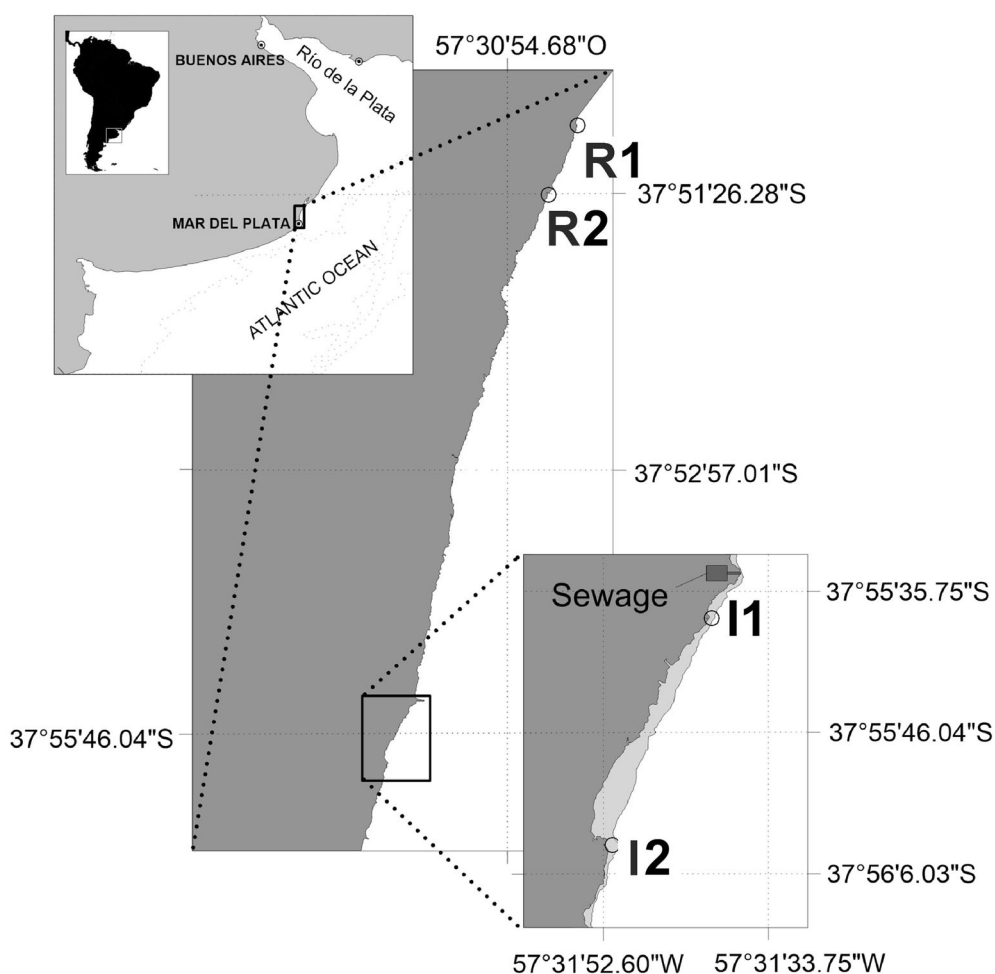 57°30'54.68"O
BUENOS AIRES
Río de la Plata
R1
37°51'26.28"S
MAR DEL PLATA
R2
ATLANTIC OCEAN
37°52'57.01"S
Sewage
37°55'35.75"S
I1
37°55'46.04"S
37°55'46.04"S
I2
37°56'6.03"S
57°31'52.60"W
57°31'33.75"W